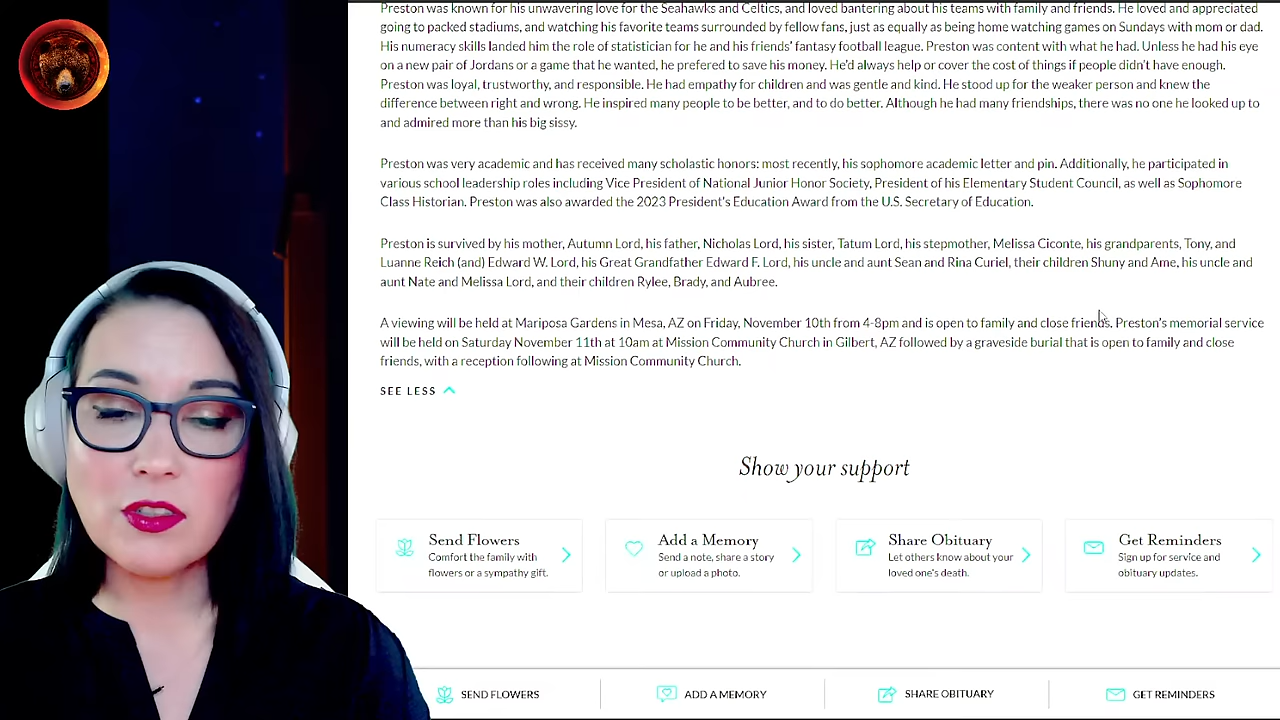 Preston was known for his unwavering love for the Seahawks and Celtics, and loved bantering about his teams with family and friends. He loved and appreciated
going to packed stadiums, and watching his favorite teams surrounded by fellow fans, just as equally as being home watching games on Sundays with mom or dad.
His numeracy skills landed him the role of statistician for he and his friends' fantasy football league. Preston was content with what he had. Unless he had his eye
on a new pair of Jordans or a game that he wanted, he prefered to save his money. He'd always help or cover the cost of things if people didn't have enough.
Preston was loyal, trustworthy, and responsible. He had empathy for children and was gentle and kind. He stood up for the weaker person and knew the
difference between right and wrong. He inspired many people to be better, and to do better. Although he had many friendships, there was no one he looked up to
and admired more than his big sissy.
Preston was very academic and has received many scholastic honors: most recently, his sophomore academic letter and pin. Additionally, he participated in
various school leadership roles including Vice President of National Junior Honor Society, President of his Elementary Student Council, as well as Sophomore
Class Historian. Preston was also awarded the 2023 President's Education Award from the U.S. Secretary of Education.
Preston is survived by his mother, Autumn Lord, his father, Nicholas Lord, his sister, Tatum Lord, his stepmother, Melissa Ciconte, his grandparents, Tony, and
Luanne Reich (and) Edward W. Lord, his Great Grandfather Edward F. Lord, his uncle and aunt Sean and Rina Curiel, their children Shuny and Ame, his uncle and
aunt Nate and Melissa Lord, and their children Rylee, Brady, and Aubree.
A viewing will be held at Mariposa Gardens in Mesa, AZ on Friday, November 10th from 4-8pm and is open to family and close friends. Preston's memorial service
will be held on Saturday November 11th at 10am at Mission Community Church in Gilbert, AZ followed by a graveside burial that is open to family and close
friends, with a reception following at Mission Community Church.
SEE LESS
Show your support
Send Flowers
Comfort the family with
flowers or a sympathy gift.
Add a Memory
Send a note, share a story
or upload a photo.
Share Obituary
Let others know about your
loved one's death.
Get Reminders
Sign up for service and
obituary updates.
SEND FLOWERS
ADD A MEMORY
SHARE OBITUARY
GET REMINDERS